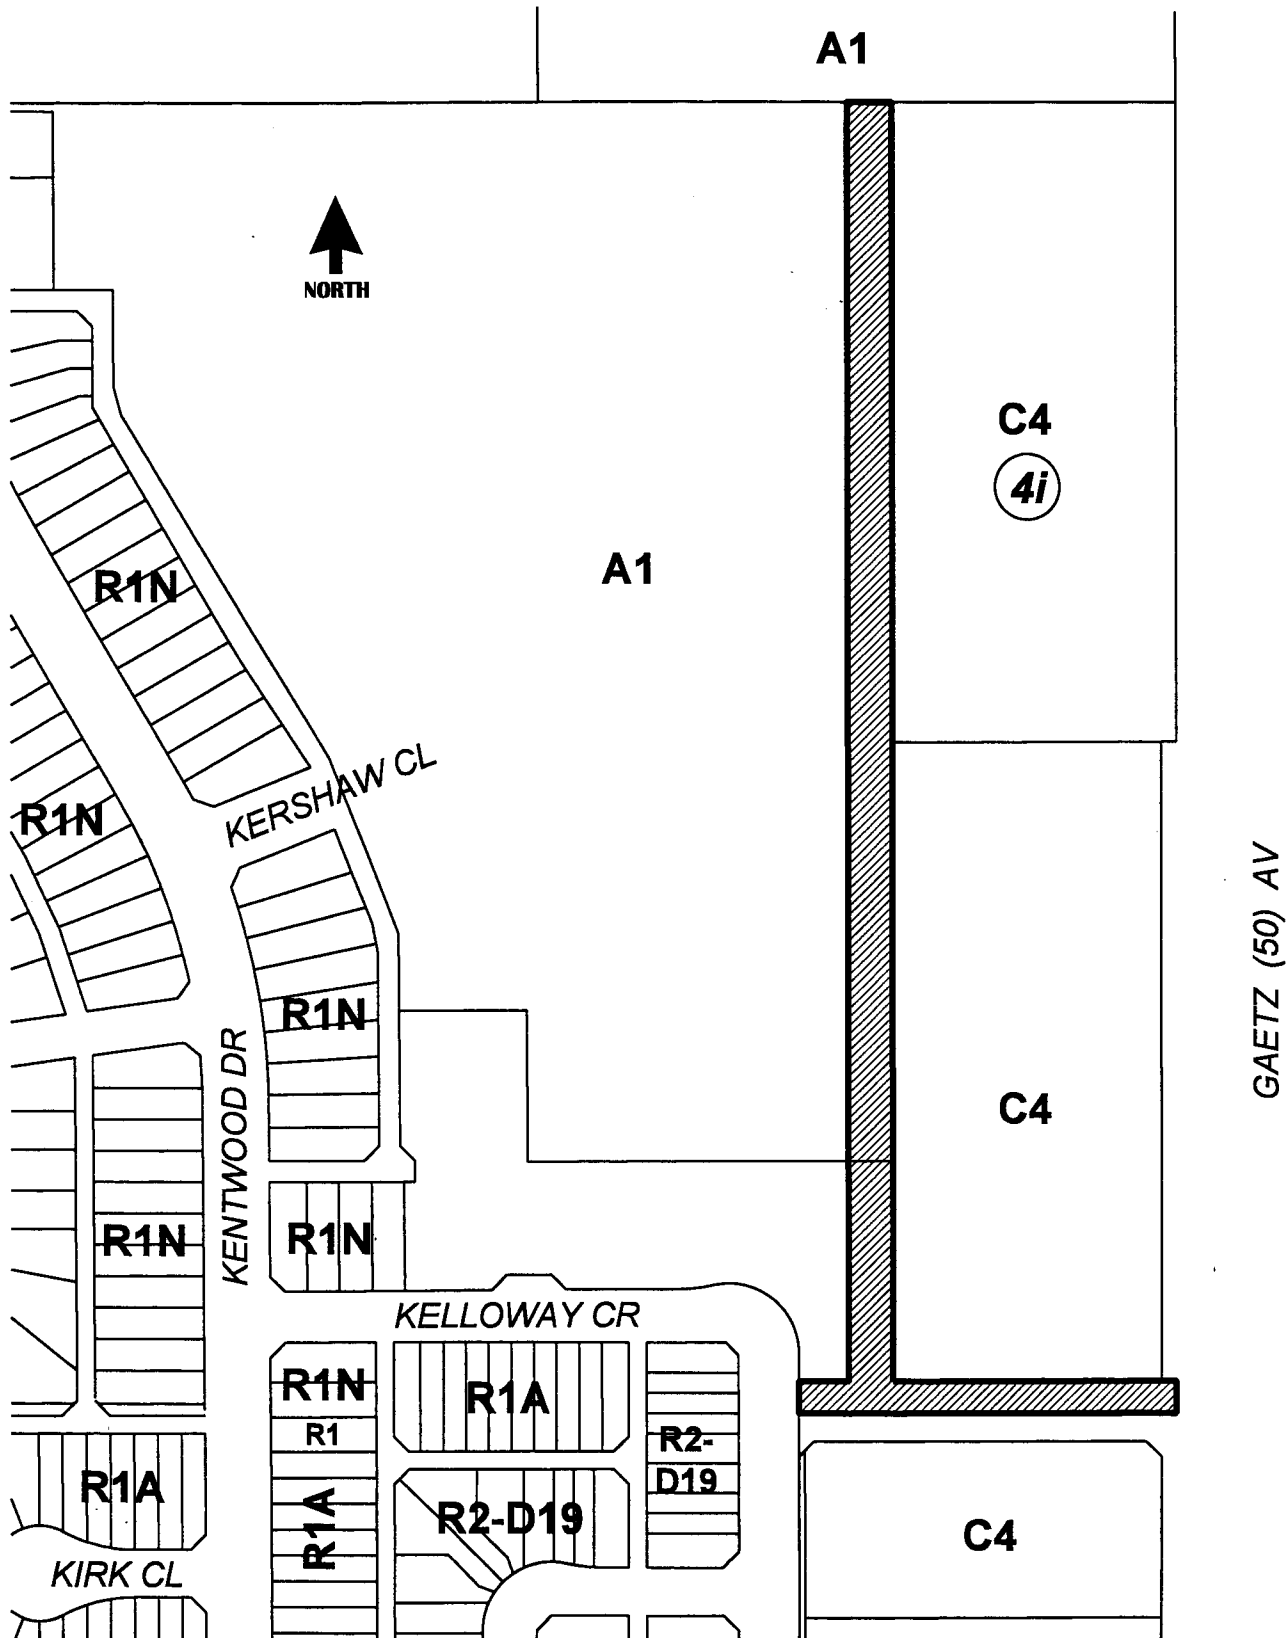 A1
NORTH
C4
4i
A1
R1N
KERSHAW CL
R1N
GAETZ (50) AV
R1N
KENTWOOD DR
C4
R1N
R1N
KELLOWAY CR
R1N
R1A
R1
R2-
D19
R1A
R1A
R2-D19
C4
KIRK CL